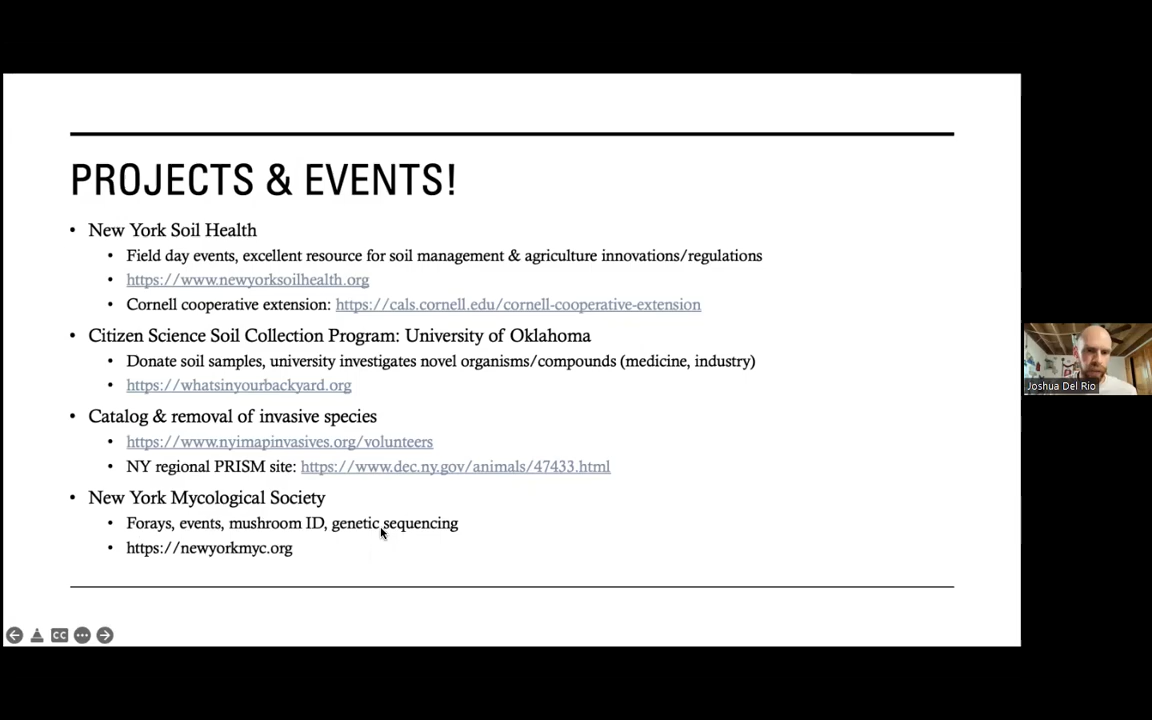 PROJECTS & EVENTS!
• New York Soil Health
• Field day events, excellent resource for soil management & agriculture innovations/regulations
• https://www.newyorksoilhealth.org
• Cornell cooperative extension: https://cals.cornell.edu/cornell-cooperative-extension
• Citizen Science Soil Collection Program: University of Oklahoma
• Donate soil samples, university investigates novel organisms/compounds (medicine, industry)
• https://whatsinyourbackyard.org
• Catalog & removal of invasive species
• https://www.nyimapinvasives.org/volunteers
• NY regional PRISM site: https://www.dec.ny.gov/animals/47433.html
• New York Mycological Society
• Forays, events, mushroom ID, genetic sequencing
• https://newyorkmyc.org
CC
Joshua Del Rio